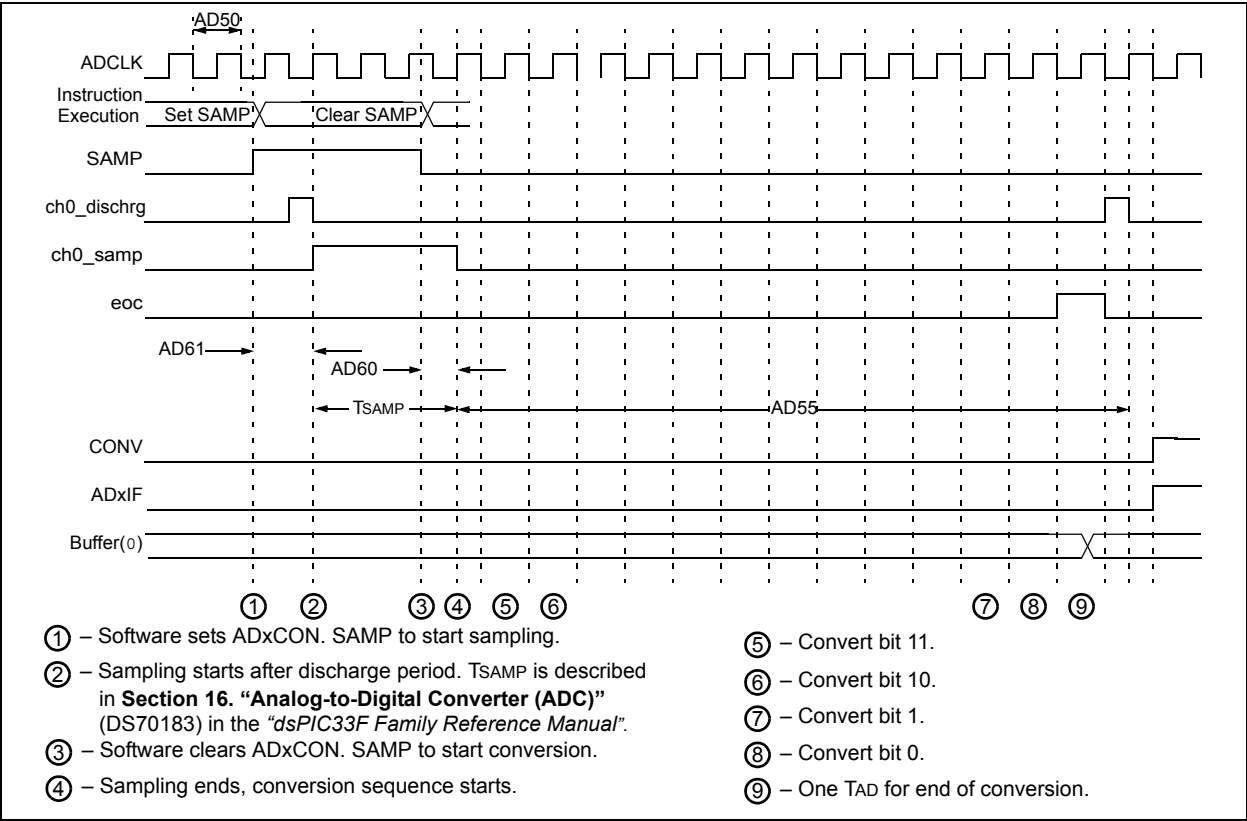 AD50
ADCLK
Instruction
Execution
Set SAMP
Clear SAMP
SAMP
ch0_dischrg
ch0_samp
eoc
AD61
AD60
TSAMP
AD55
CONV
ADxIF
Buffer(0)
1 2 3 4 5 6 7 8 9
1 – Software sets ADxCON. SAMP to start sampling.
2 – Sampling starts after discharge period. TSAMP is described
in Section 16. “Analog-to-Digital Converter (ADC)”
(DS70183) in the “dsPIC33F Family Reference Manual”.
3 – Software clears ADxCON. SAMP to start conversion.
4 – Sampling ends, conversion sequence starts.
5 – Convert bit 11.
6 – Convert bit 10.
7 – Convert bit 1.
8 – Convert bit 0.
9 – One TAD for end of conversion.